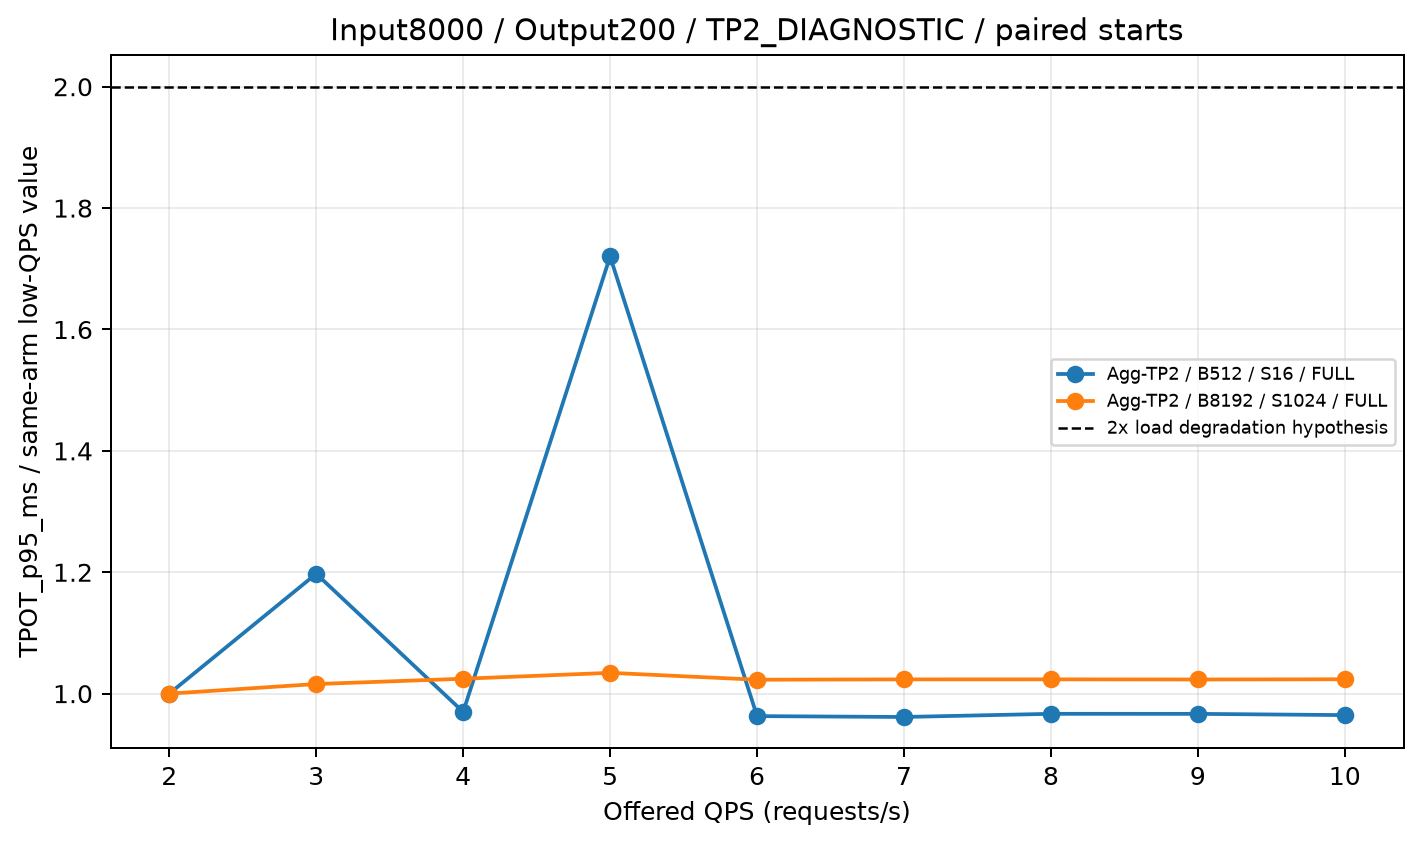 Input8000 / Output200 / TP2_DIAGNOSTIC / paired starts
TPOT_p95_ms / same-arm low-QPS value
2.0
1.8
1.6
1.4
1.2
1.0
Agg-TP2 / B512 / S16 / FULL
Agg-TP2 / B8192 / S1024 / FULL
2x load degradation hypothesis
2 3 4 5 6 7 8 9 10
Offered QPS (requests/s)